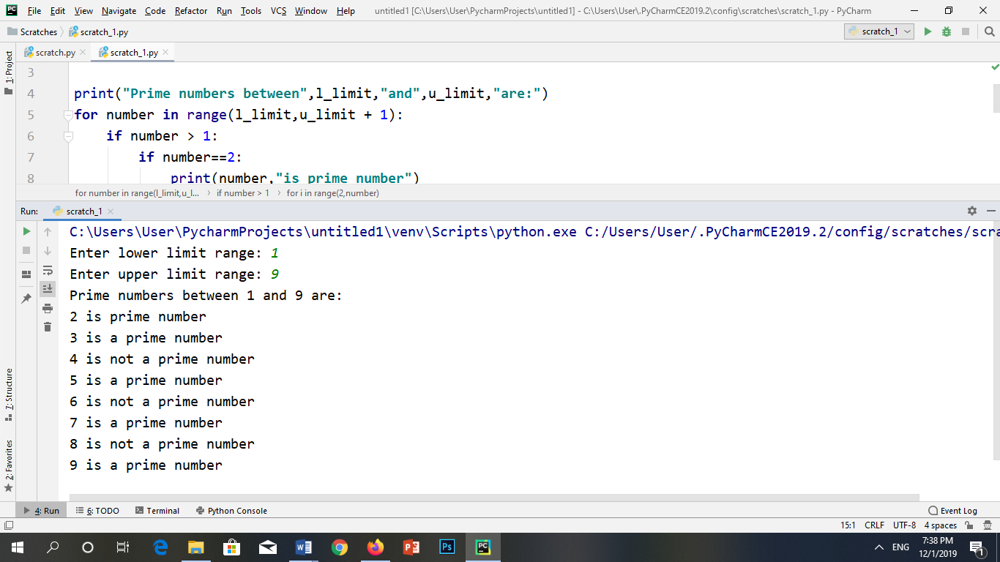 File Edit View Navigate Code Refactor Run Tools VCS Window Help untitled1 [C:\Users\User\PycharmProjects\untitled1] - C:\Users\User\.PyCharmCE2019.2\config\scratches\scratch_1.py - PyCharm
Scratches scratch_1.py scratch_1
scratch.py scratch_1.py
1: Project
3
4 print("Prime numbers between",l_limit,"and",u_limit,"are:")
5 for number in range(l_limit,u_limit + 1):
6 if number > 1:
7 if number==2:
8 print(number,"is prime number")
for number in range(l_limit,u_l... › if number > 1 › for i in range(2,number)
Run: scratch_1
C:\Users\User\PycharmProjects\untitled1\venv\Scripts\python.exe C:/Users/User/.PyCharmCE2019.2/config/scratches/scra
Enter lower limit range: 1
Enter upper limit range: 9
Prime numbers between 1 and 9 are:
2 is prime number
3 is a prime number
4 is not a prime number
5 is a prime number
6 is not a prime number
7 is a prime number
8 is not a prime number
9 is a prime number
7: Structure
2: Favorites
4: Run 6: TODO Terminal Python Console Event Log
15:1 CRLF UTF-8 4 spaces
ENG 7:38 PM
12/1/2019
1